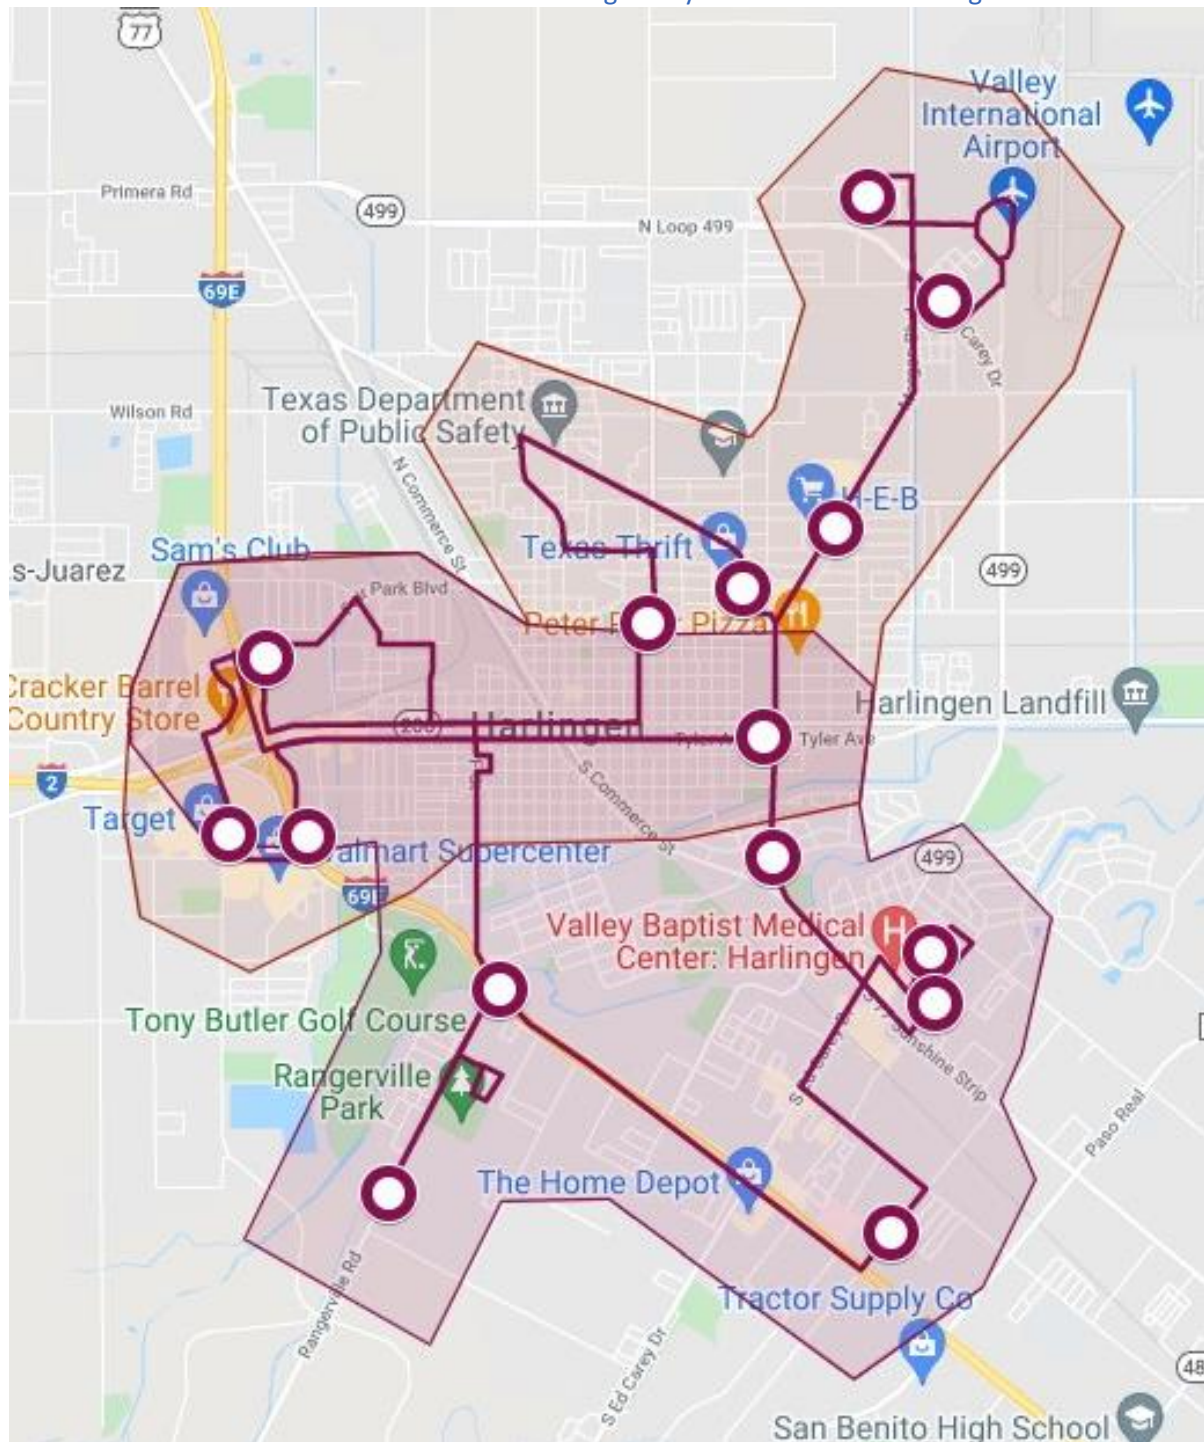 77
Valley
International
Airport
Primera Rd
499
N Loop 499
69E
Carey Dr
Texas Department
of Public Safety
Wilson Rd
N Commerce St
H-E-B
Sam's Club
Texas Thrift
s-Juarez
499
Park Blvd
Peter Pizza
Cracker Barrel
Country Store
Harlingen Landfill
Harlingen
Tyler Ave
2
S Commerce St
Target
Walmart Supercenter
499
69E
Valley Baptist Medical
Center: Harlingen
Tony Butler Golf Course
Sunshine Strip
Rangerville
Park
Paso Real
The Home Depot
Rangerville Rd
Tractor Supply Co
S Ed Carey Dr
48
San Benito High School